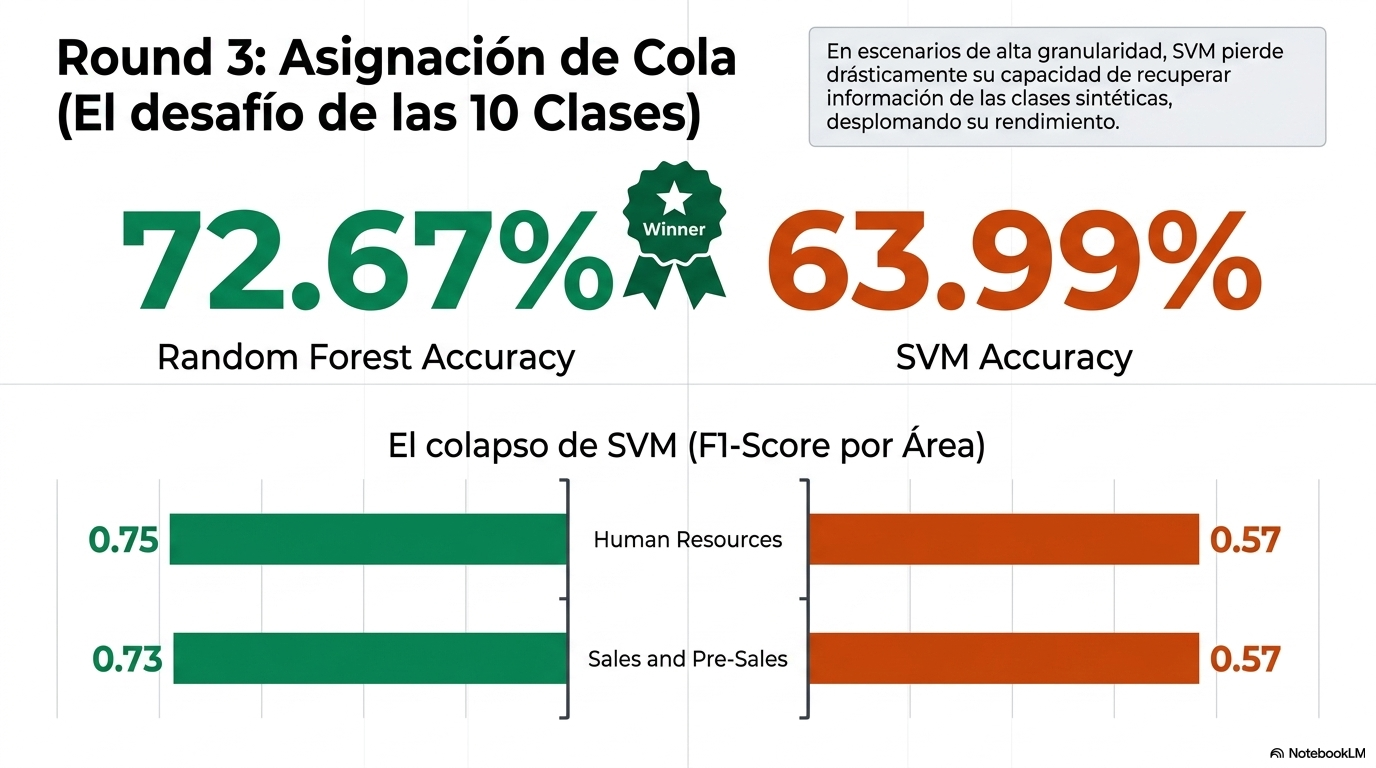 Round 3: Asignación de Cola
(El desafío de las 10 Clases)
En escenarios de alta granularidad, SVM pierde
drásticamente su capacidad de recuperar
información de las clases sintéticas,
desplomando su rendimiento.
72.67%
Winner
63.99%
Random Forest Accuracy
SVM Accuracy
El colapso de SVM (F1-Score por Área)
0.75
Human Resources
0.57
0.73
Sales and Pre-Sales
0.57
NotebookLM